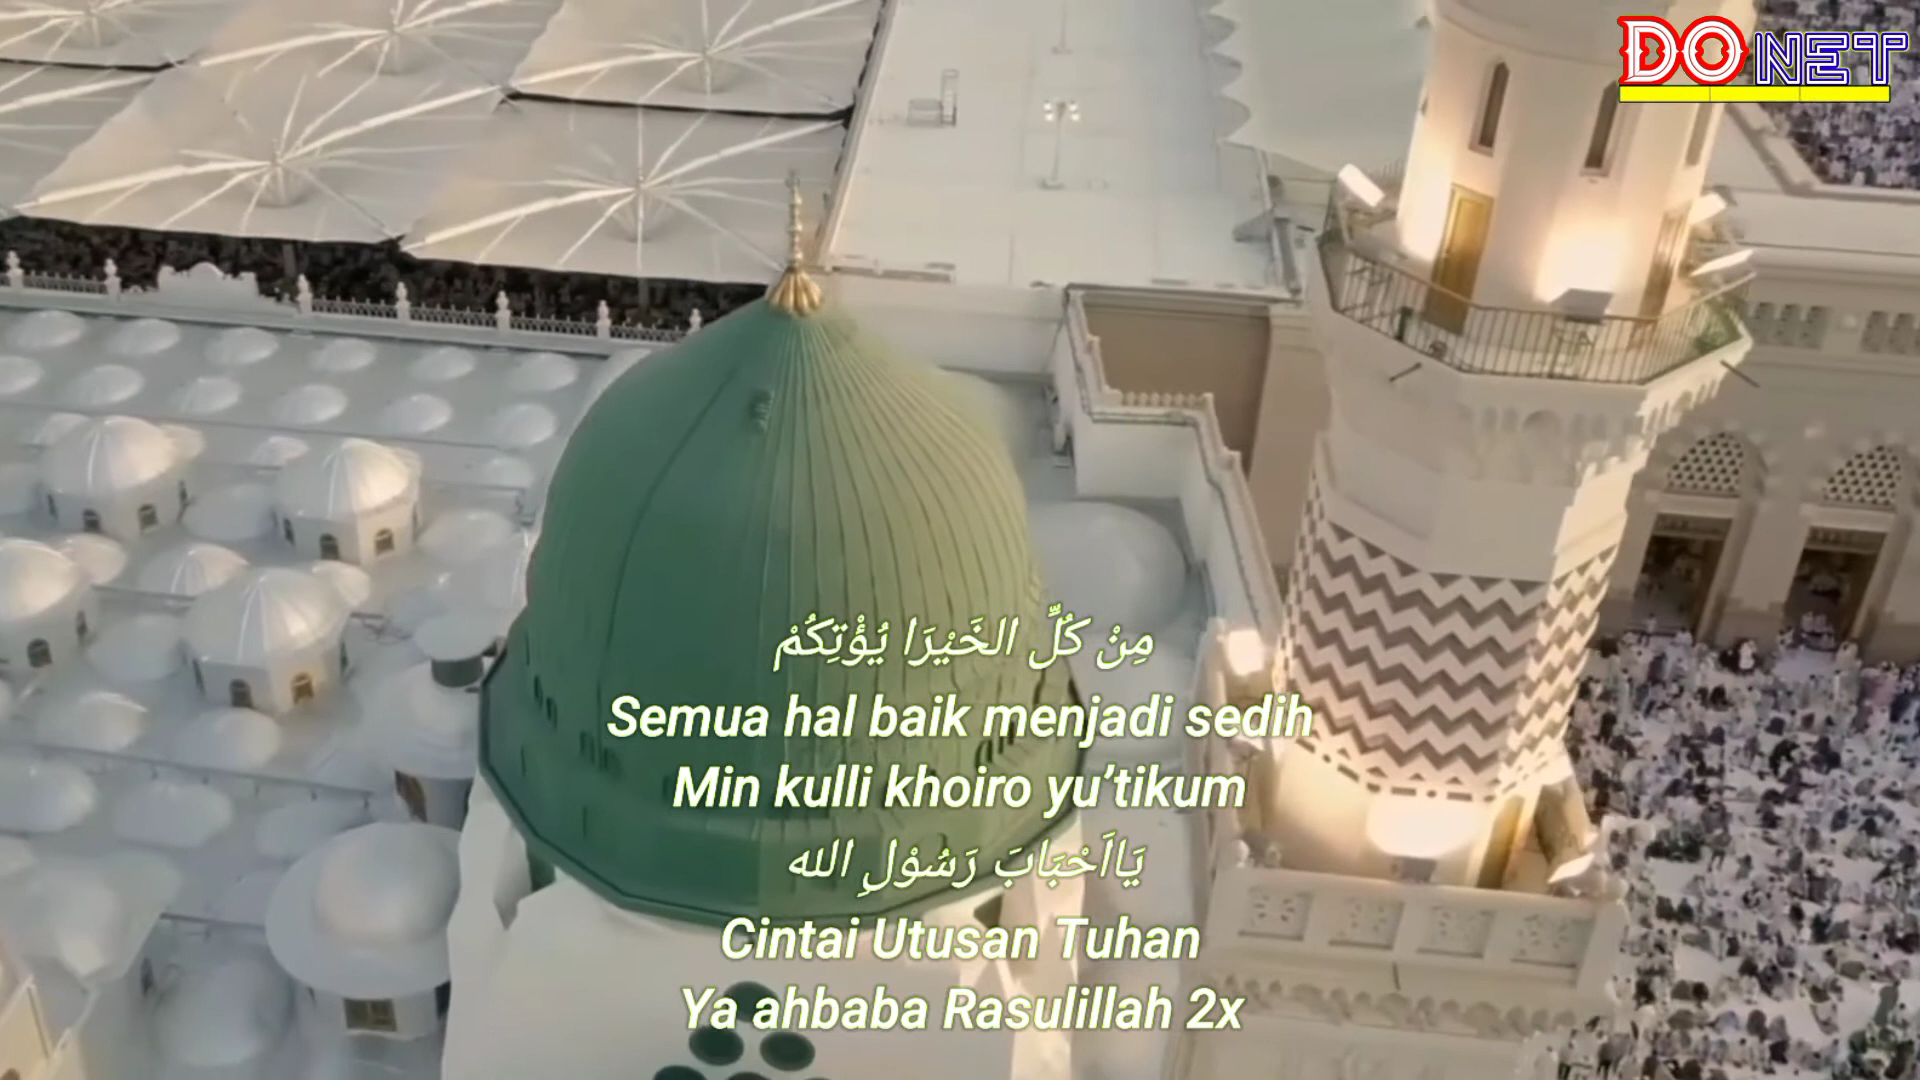 DONET
مِنْ كُلِّ الخَيْرَا يُؤْتِكُمْ
Semua hal baik menjadi sedih
Min kulli khoiro yu’tikum
يَااَحْبَابَ رَسُوْلِ الله
Cintai Utusan Tuhan
Ya ahbaba Rasulillah 2x